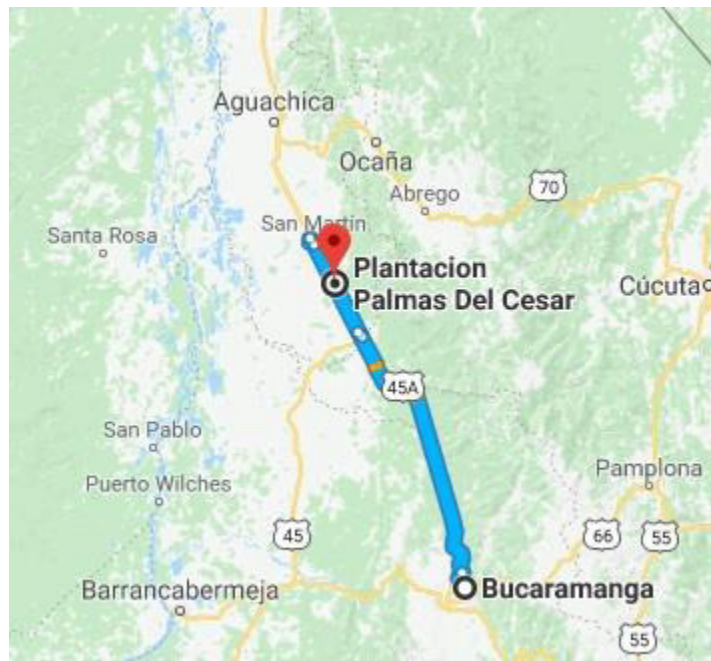 Aguachica
Ocaña
70
Abrego
San Martín
Santa Rosa
Plantacion
Palmas Del Cesar
Cúcuta
45A
San Pablo
Pamplona
Puerto Wilches
45
66
55
Bucaramanga
Barrancabermeja
55